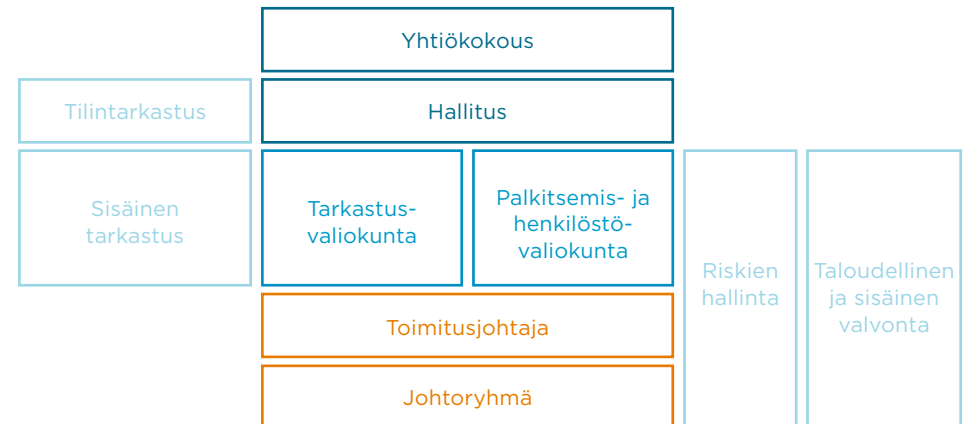 Yhtiökokous
Tilintarkastus
Hallitus
Sisäinen
tarkastus
Tarkastus-
valiokunta
Palkitsemis- ja
henkilöstö-
valiokunta
Riskien
hallinta
Taloudellinen
ja sisäinen
valvonta
Toimitusjohtaja
Johtoryhmä